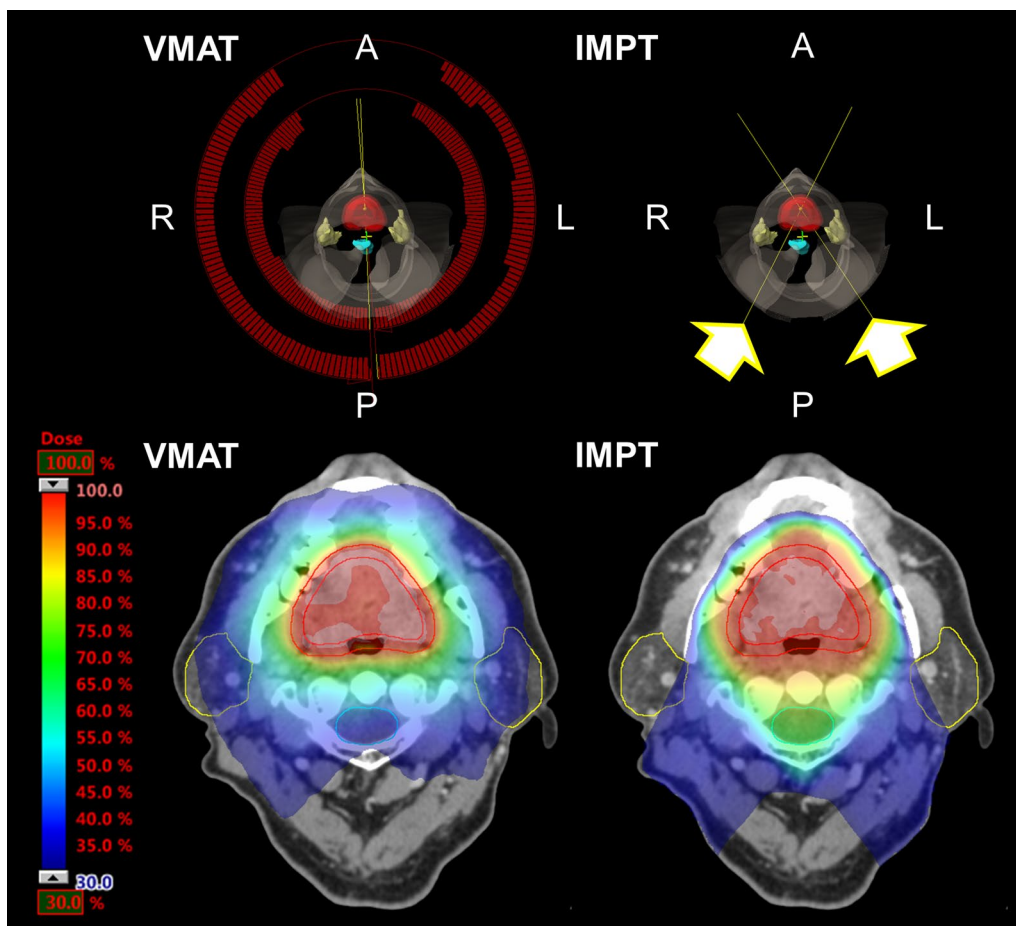 VMAT
A
IMPT
A
R
L
R
L
P
P
Dose
100.0 %
VMAT
IMPT
100.0
95.0 %
90.0 %
85.0 %
80.0 %
75.0 %
70.0 %
65.0 %
60.0 %
55.0 %
50.0 %
45.0 %
40.0 %
35.0 %
30.0
30.0 %